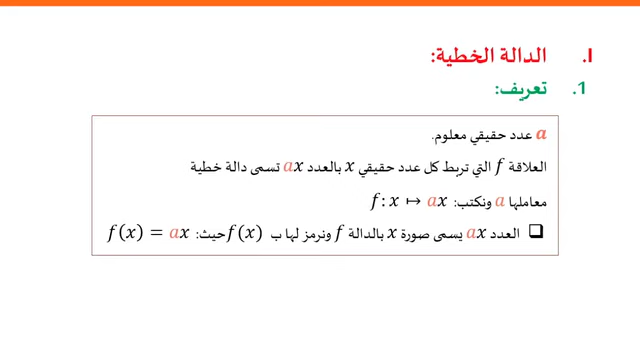 I. الدالة الخطية:
1. تعريف:
a عدد حقيقي معلوم.
العلاقة f التي تربط كل عدد حقيقي x بالعدد ax تسمى دالة خطية
معاملها a ونكتب: f: x ↦ ax
❑ العدد ax يسمى صورة x بالدالة f ونرمز لها ب f(x) حيث: f(x) = ax